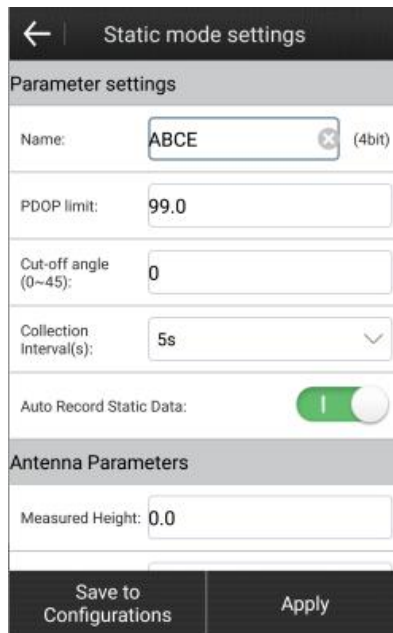 Static mode settings
Parameter settings
Name: ABCE (4bit)
PDOP limit: 99.0
Cut-off angle
(0~45): 0
Collection
Interval(s): 5s
Auto Record Static Data:
Antenna Parameters
Measured Height: 0.0
Save to
Configurations
Apply